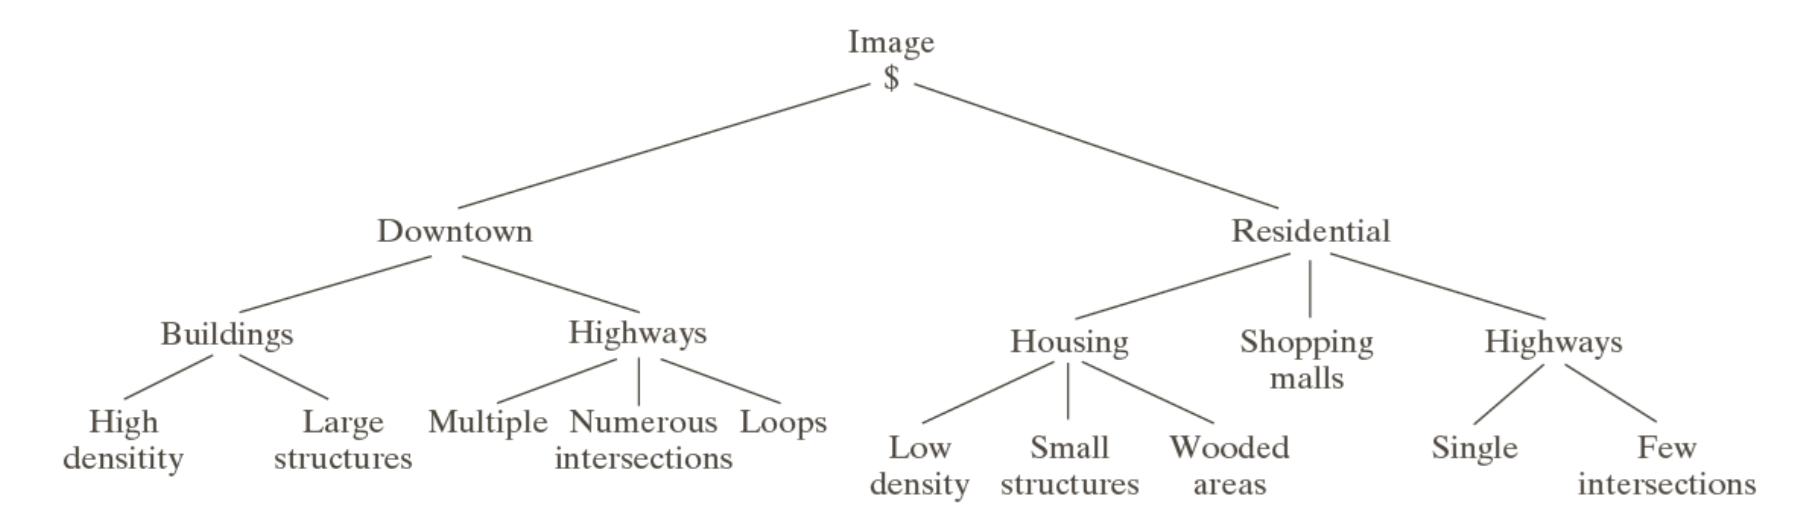 Image
$
Downtown
Residential
Buildings
Highways
Housing
Shopping
malls
Highways
High
densitity
Large
structures
Multiple
Numerous
intersections
Loops
Low
density
Small
structures
Wooded
areas
Single
Few
intersections